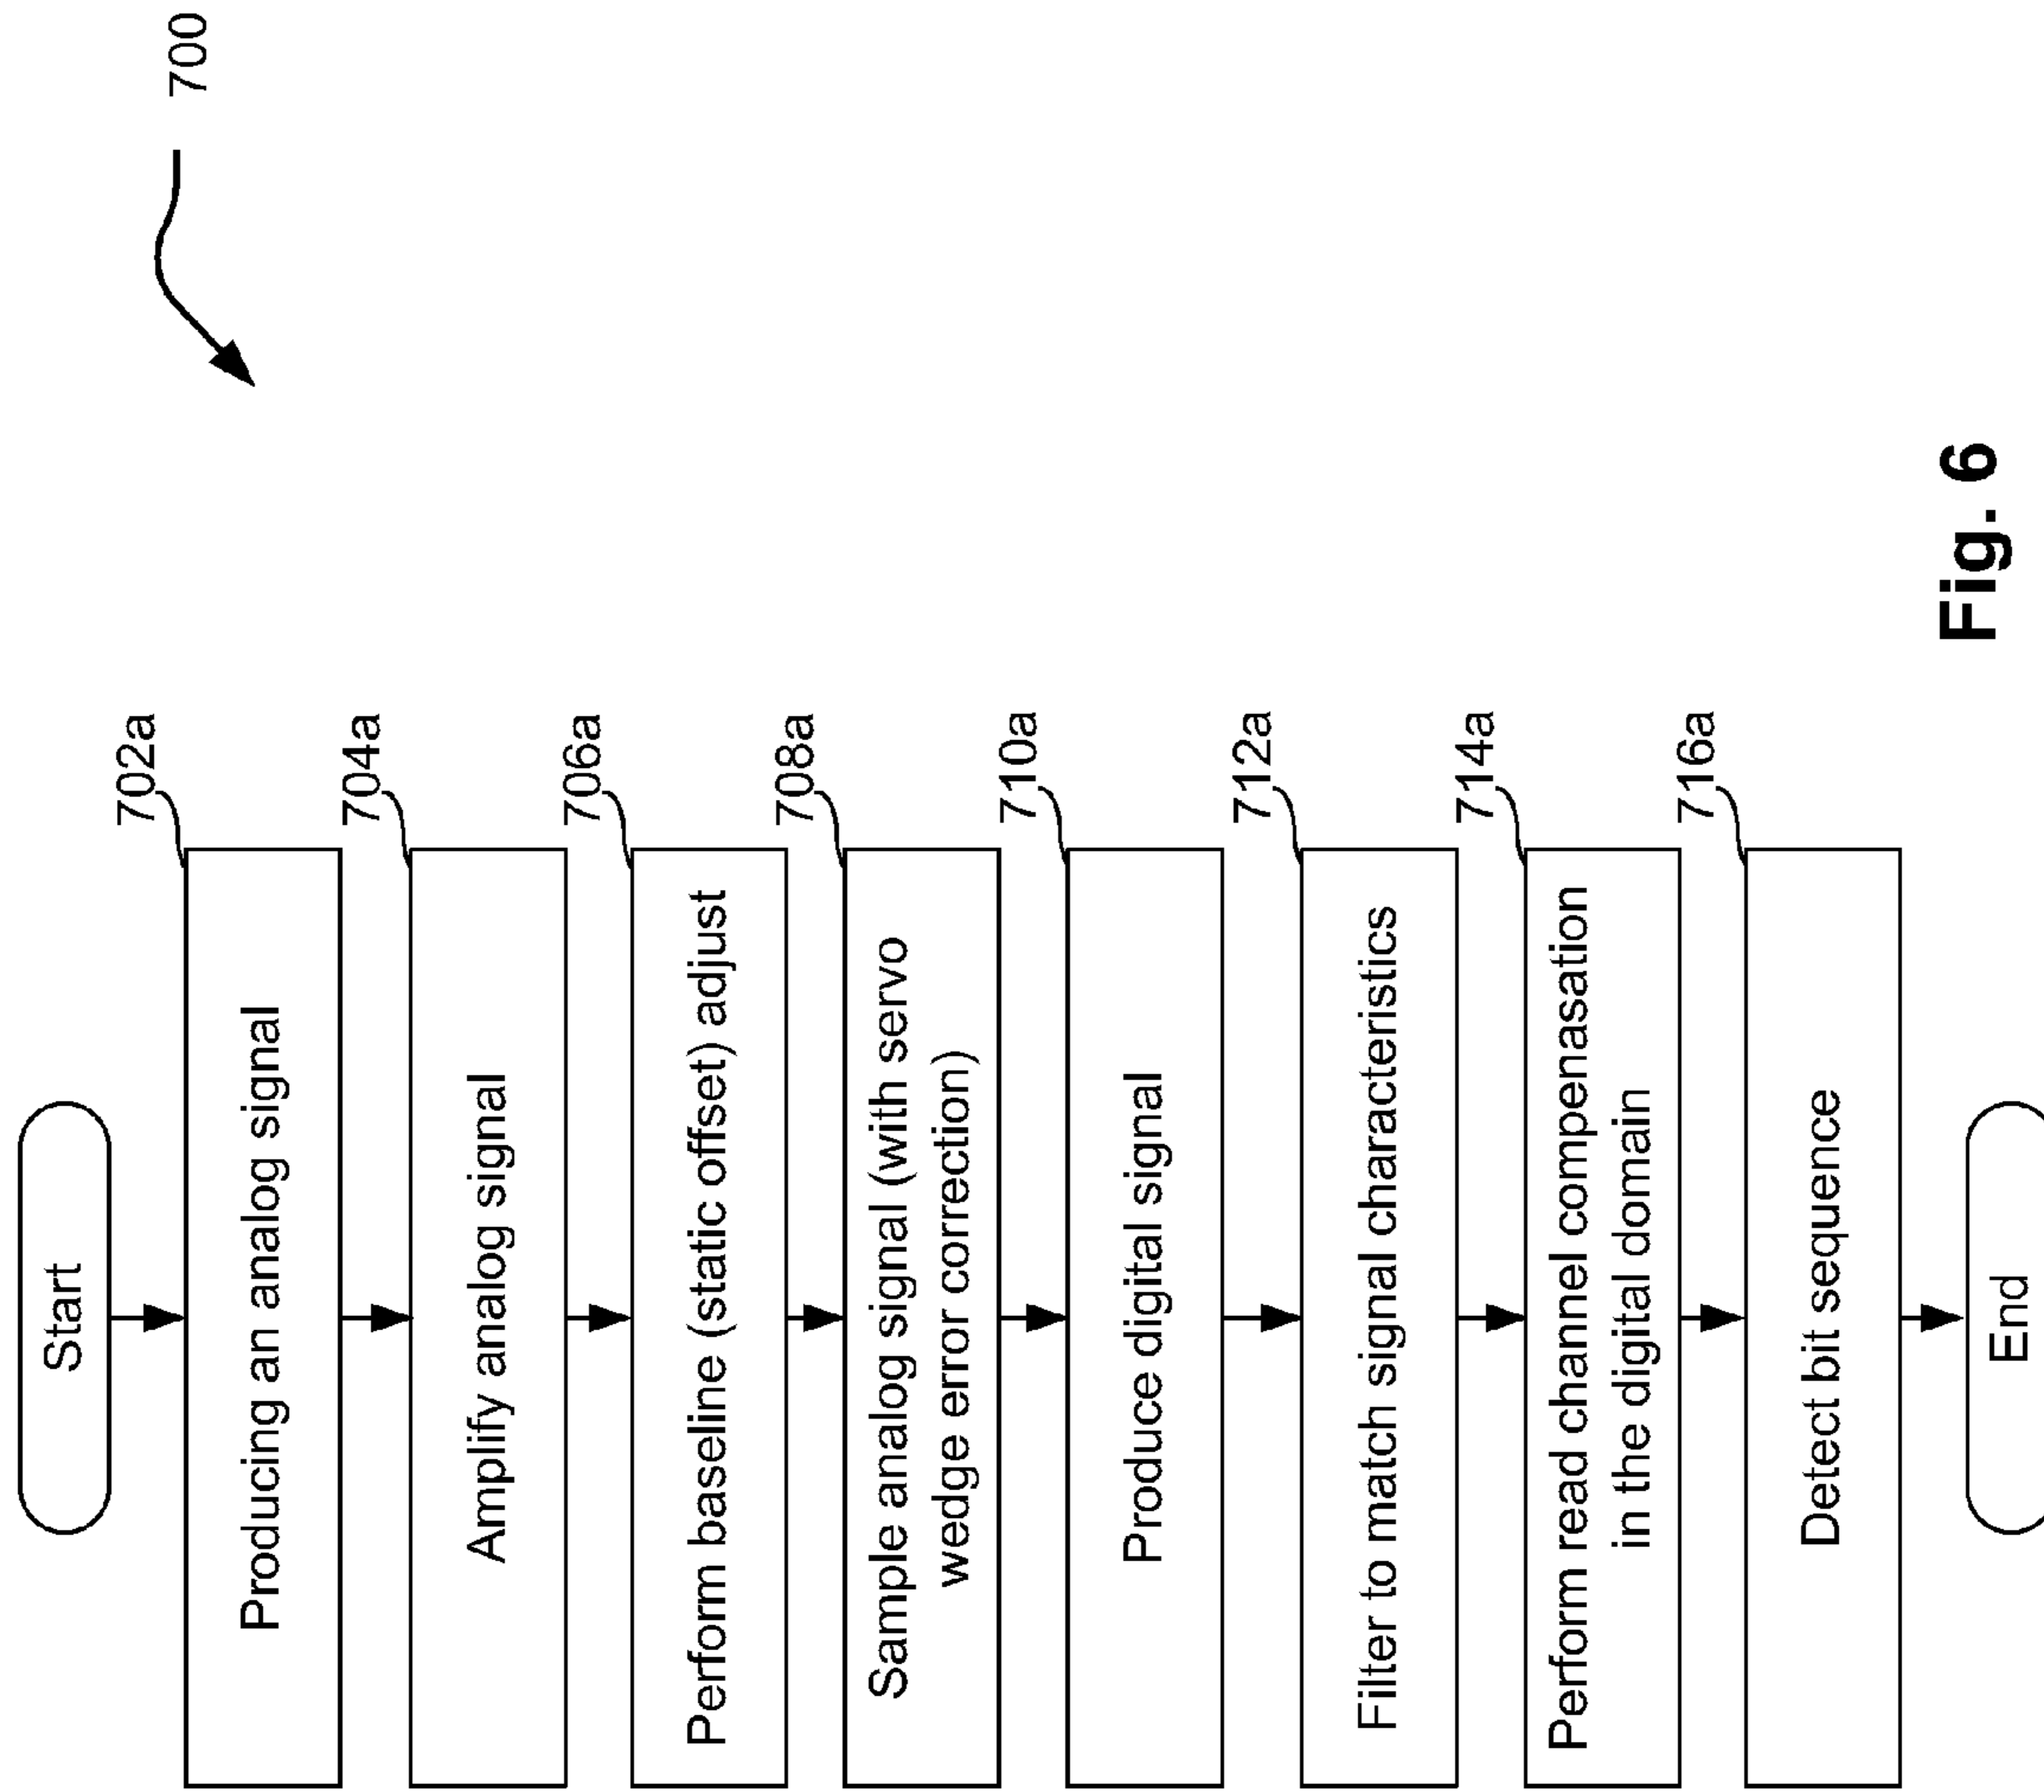 700
Start
702a
Producing an analog signal
704a
Amplify analog signal
706a
Perform baseline (static offset) adjust
708a
Sample analog signal (with servo
wedge error correction)
710a
Produce digital signal
712a
Filter to match signal characteristics
714a
Perform read channel compenasation
in the digital domain
716a
Detect bit sequence
End
Fig. 6